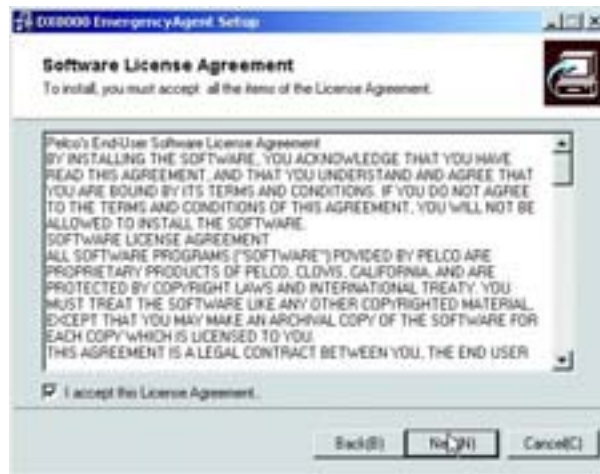 DX8000 EmergencyAgent Setup
Software License Agreement
To install, you must accept all the items of the License Agreement.
Pelco's End-User Software License Agreement
BY INSTALLING THE SOFTWARE, YOU ACKNOWLEDGE THAT YOU HAVE
READ THIS AGREEMENT, AND THAT YOU UNDERSTAND AND AGREE THAT
YOU ARE BOUND BY ITS TERMS AND CONDITIONS. IF YOU DO NOT AGREE
TO THE TERMS AND CONDITIONS OF THIS AGREEMENT, YOU WILL NOT BE
ALLOWED TO INSTALL THE SOFTWARE.
SOFTWARE LICENSE AGREEMENT
ALL SOFTWARE PROGRAMS ("SOFTWARE") POVIDED BY PELCO ARE
PROPRIETARY PRODUCTS OF PELCO, CLOVIS, CALIFORNIA, AND ARE
PROTECTED BY COPYRIGHT LAWS AND INTERNATIONAL TREATY. YOU
MUST TREAT THE SOFTWARE LIKE ANY OTHER COPYRIGHTED MATERIAL,
EXCEPT THAT YOU MAY MAKE AN ARCHIVAL COPY OF THE SOFTWARE FOR
EACH COPY WHICH IS LICENSED TO YOU.
THIS AGREEMENT IS A LEGAL CONTRACT BETWEEN YOU, THE END USER
I accept this License Agreement.
Back(B) Next(N) Cancel(C)